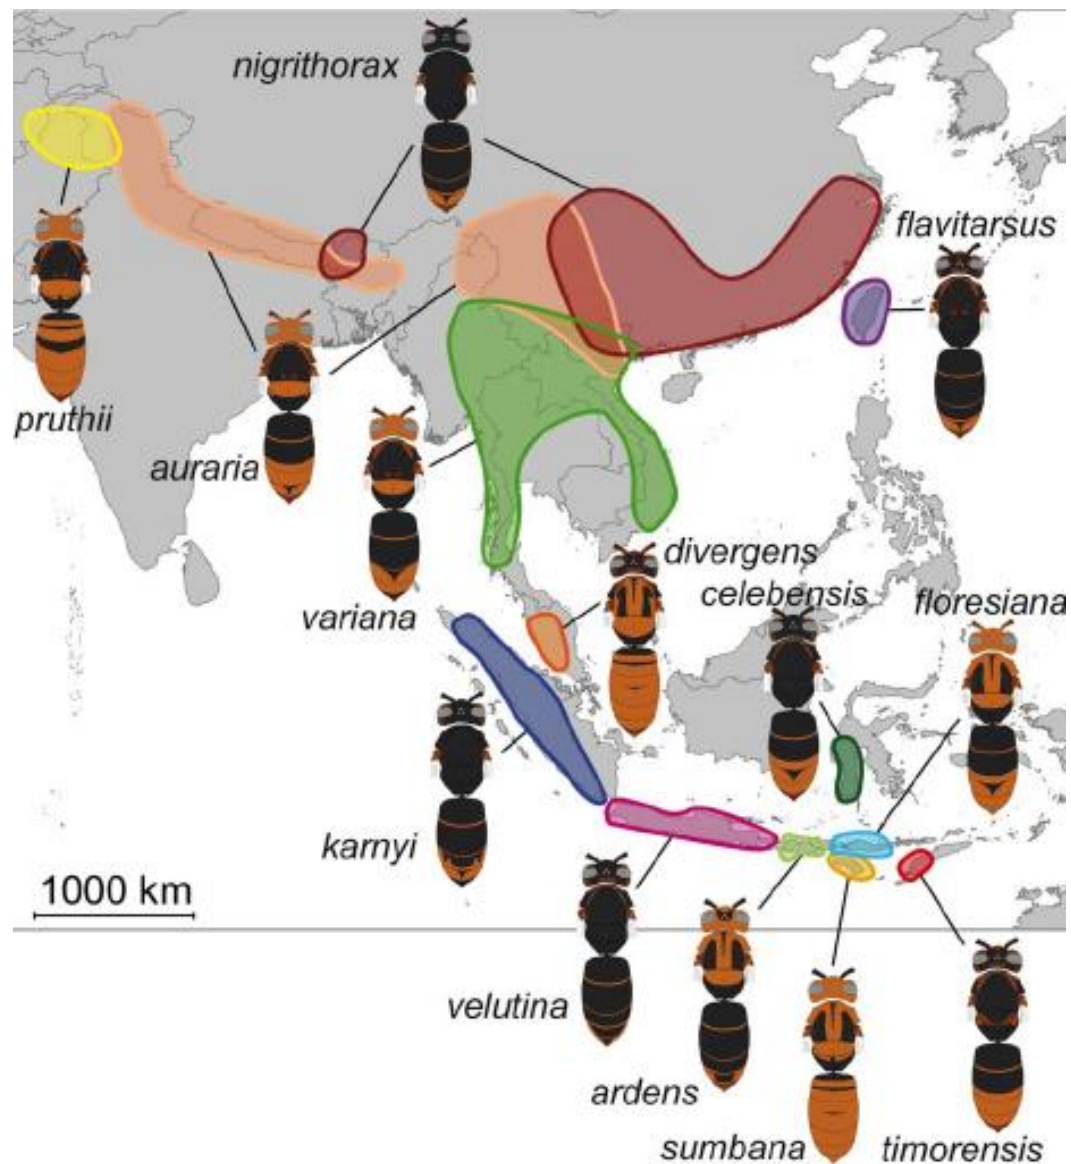 nigrithorax
flavitarsus
pruthii
auraria
variana
divergens
celebensis
floresiana
karnyi
1000 km
velutina
ardens
sumbana
timorensis